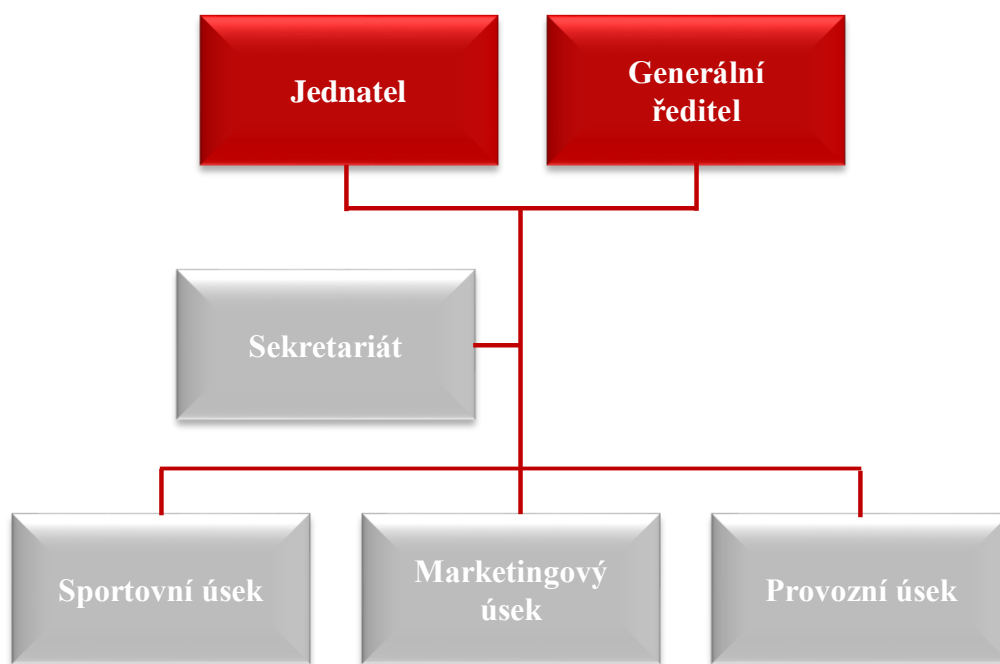 Jednatel
Generální
ředitel
Sekretariát
Sportovní úsek
Marketingový
úsek
Provozní úsek